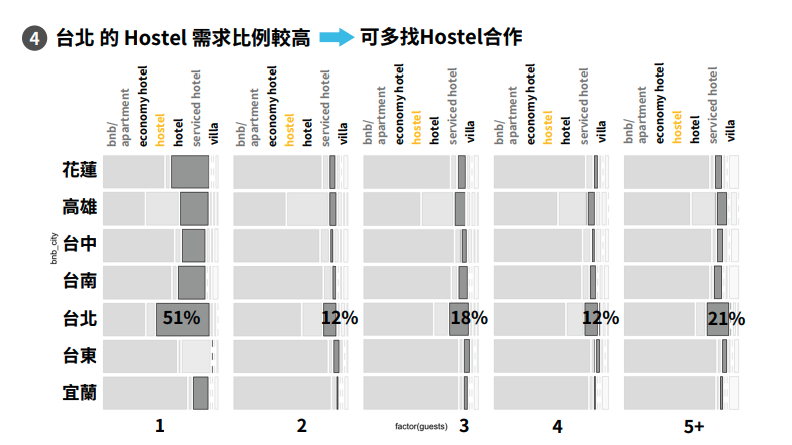 4 台北 的 Hostel 需求比例較高 可多找Hostel合作
bnb/
apartment
economy hotel
hostel
hotel
serviced hotel
villa
bnb/
apartment
economy hotel
hostel
hotel
serviced hotel
villa
bnb/
apartment
economy hotel
hostel
hotel
serviced hotel
villa
bnb/
apartment
economy hotel
hostel
hotel
serviced hotel
villa
bnb/
apartment
economy hotel
hostel
hotel
serviced hotel
villa
bnb_city
花蓮
高雄
台中
台南
台北 51% 12% 18% 12% 21%
台東
宜蘭
1 2 factor(guests) 3 4 5+